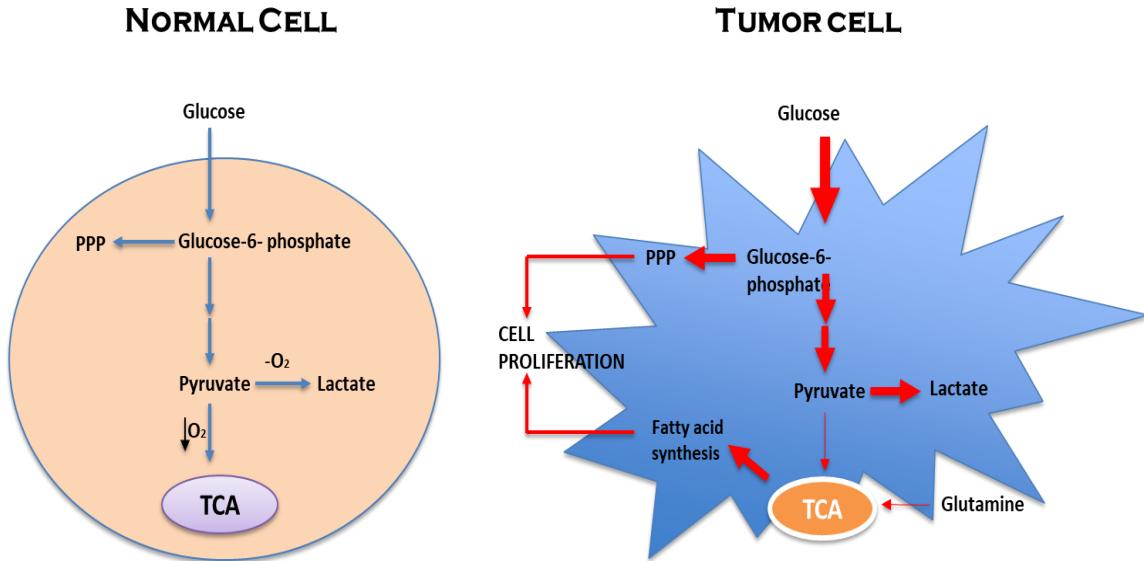 NORMAL CELL
Glucose
PPP
Glucose-6- phosphate
-O₂
Pyruvate
Lactate
O₂
TCA
TUMOR CELL
Glucose
PPP
Glucose-6-
phosphate
CELL
PROLIFERATION
Pyruvate
Lactate
Fatty acid
synthesis
TCA
Glutamine